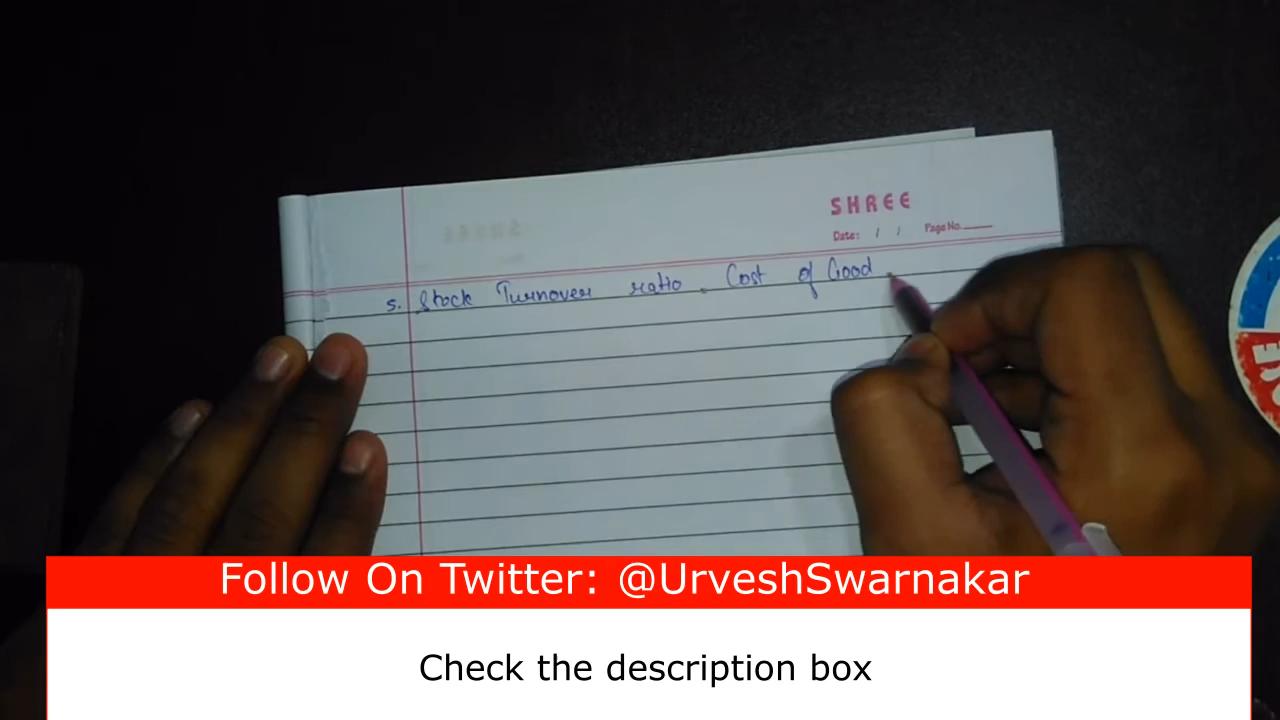 SHREE
Date: / / Page No.
5. Stock Turnover ratio = Cost of Good
Follow On Twitter: @UrveshSwarnakar
Check the description box